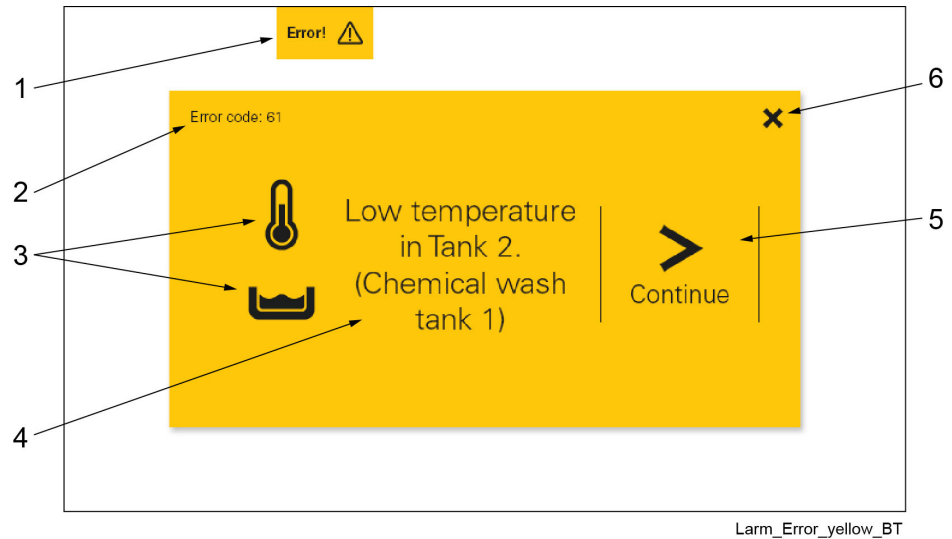 Error!
1
6
Error code: 61
2
Low temperature
in Tank 2.
(Chemical wash
tank 1)
3
5
Continue
4
Larm_Error_yellow_BT